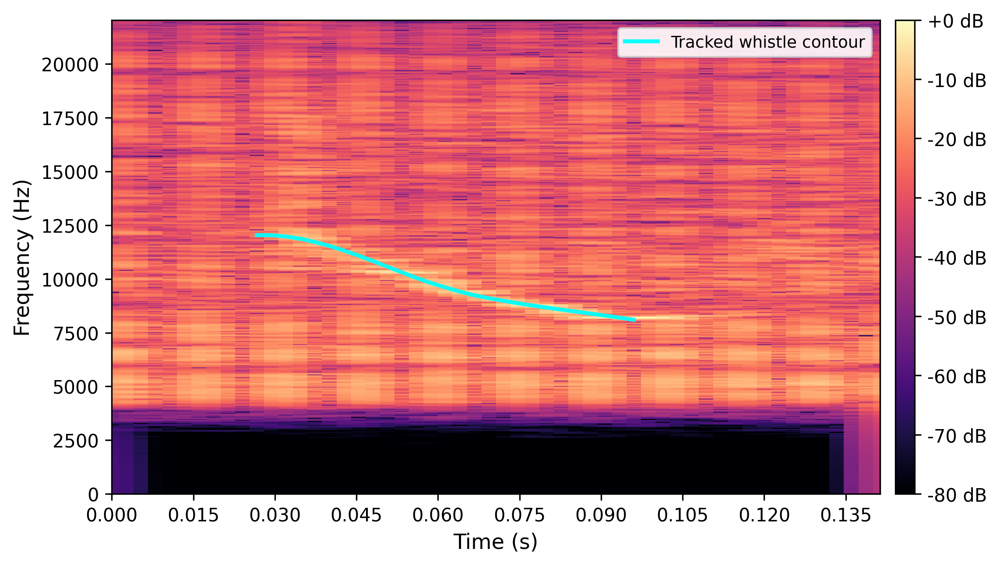 Tracked whistle contour
Frequency (Hz)
20000
17500
15000
12500
10000
7500
5000
2500
0
0.000 0.015 0.030 0.045 0.060 0.075 0.090 0.105 0.120 0.135
Time (s)
+0 dB
-10 dB
-20 dB
-30 dB
-40 dB
-50 dB
-60 dB
-70 dB
-80 dB